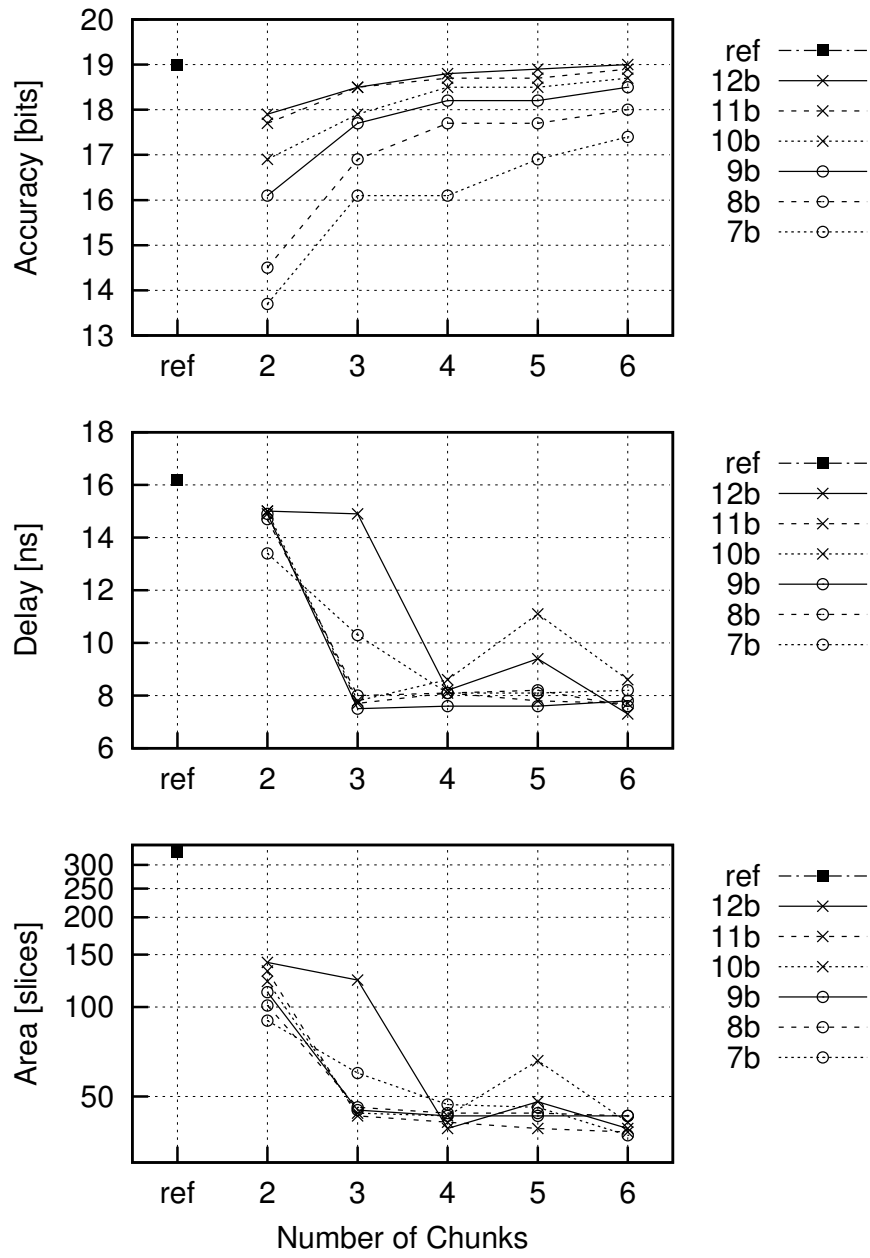 20
19
18
17
16
15
14
13
Accuracy [bits]
ref 2 3 4 5 6
ref
12b
11b
10b
9b
8b
7b
18
16
14
12
10
8
6
Delay [ns]
ref 2 3 4 5 6
ref
12b
11b
10b
9b
8b
7b
300
250
200
150
100
50
Area [slices]
ref 2 3 4 5 6
Number of Chunks
ref
12b
11b
10b
9b
8b
7b